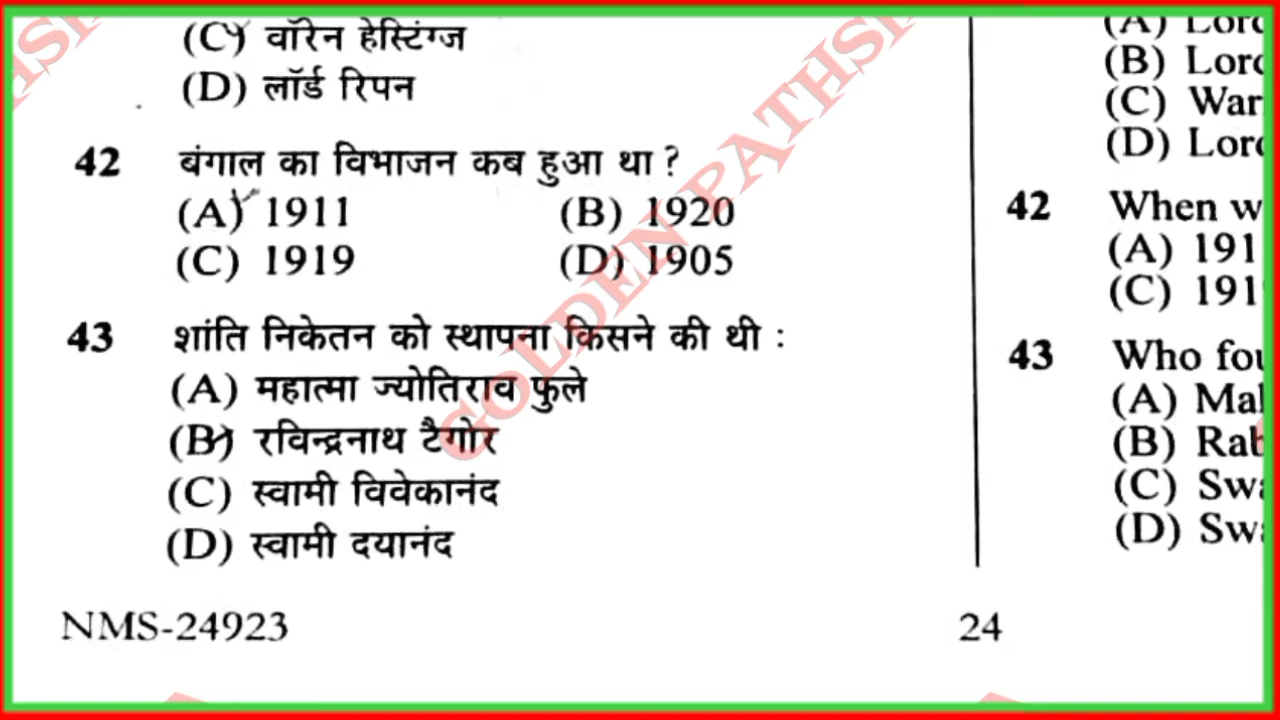 (C) वॉरेन हेस्टिंग्ज
(D) लॉर्ड रिपन
42 बंगाल का विभाजन कब हुआ था ?
(A) 1911 (B) 1920
(C) 1919 (D) 1905
43 शांति निकेतन को स्थापना किसने की थी :
(A) महात्मा ज्योतिराव फुले
(B) रविन्द्रनाथ टैगोर
(C) स्वामी विवेकानंद
(D) स्वामी दयानंद
NMS-24923 24
(A) Lord
(B) Lord
(C) War
(D) Lord
42 When w
(A) 191
(C) 191
43 Who fou
(A) Mal
(B) Rab
(C) Swa
(D) Swa
GOLDEN PATHSH